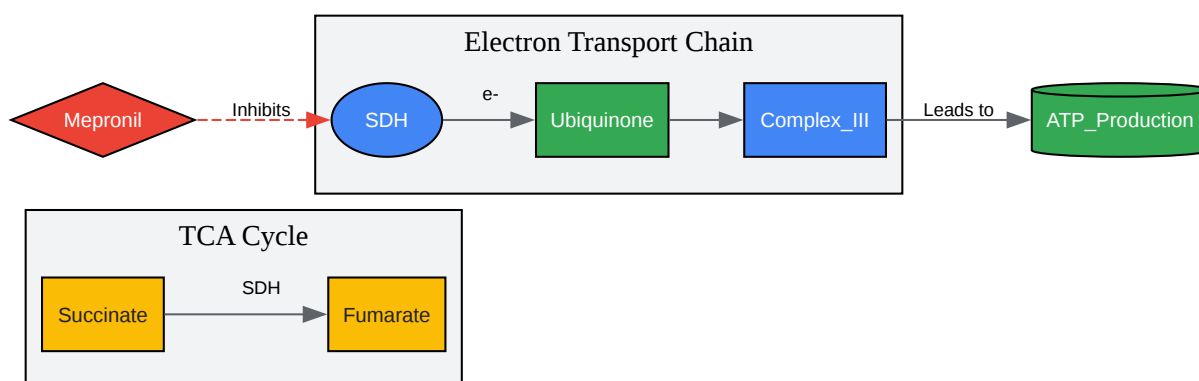 Electron Transport Chain
Mepronil
Inhibits
SDH
e-
Ubiquinone
Complex_III
Leads to
ATP_Production
TCA Cycle
Succinate
SDH
Fumarate